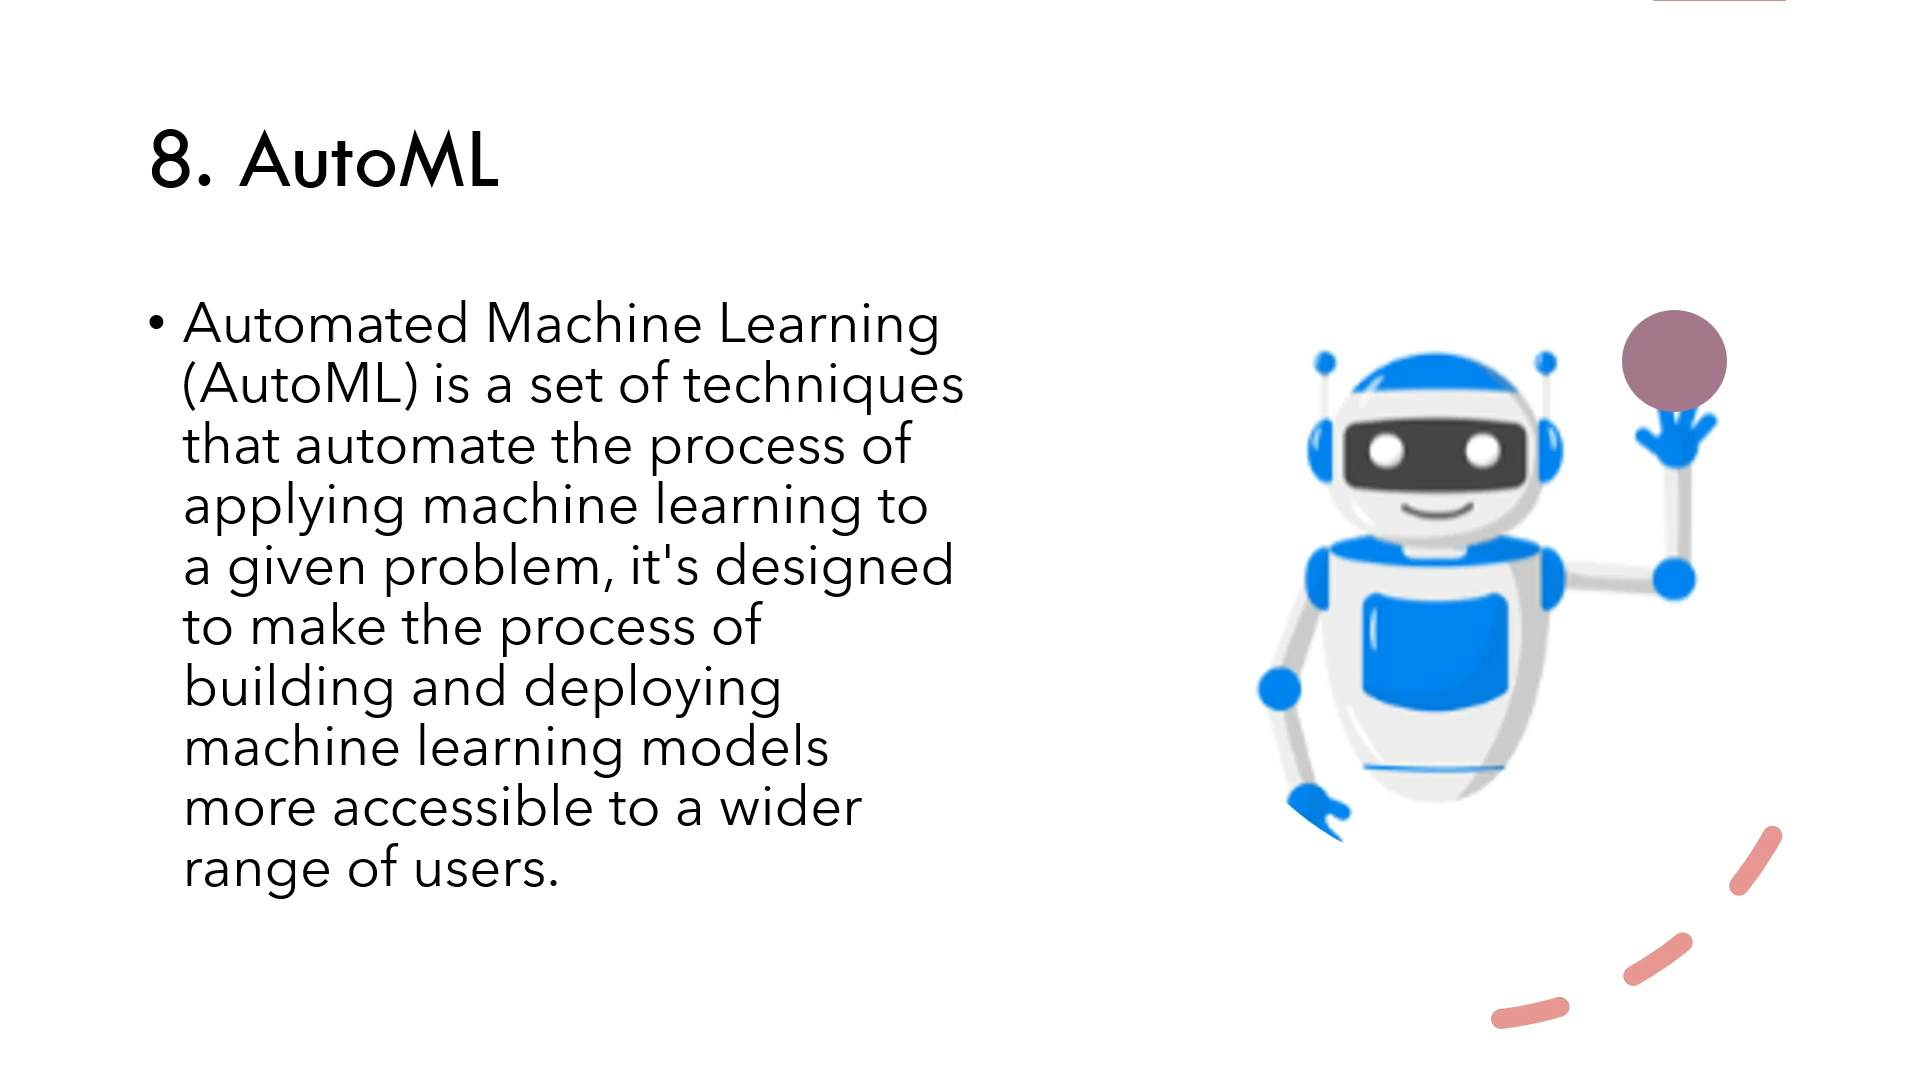 8. AutoML
• Automated Machine Learning
(AutoML) is a set of techniques
that automate the process of
applying machine learning to
a given problem, it's designed
to make the process of
building and deploying
machine learning models
more accessible to a wider
range of users.